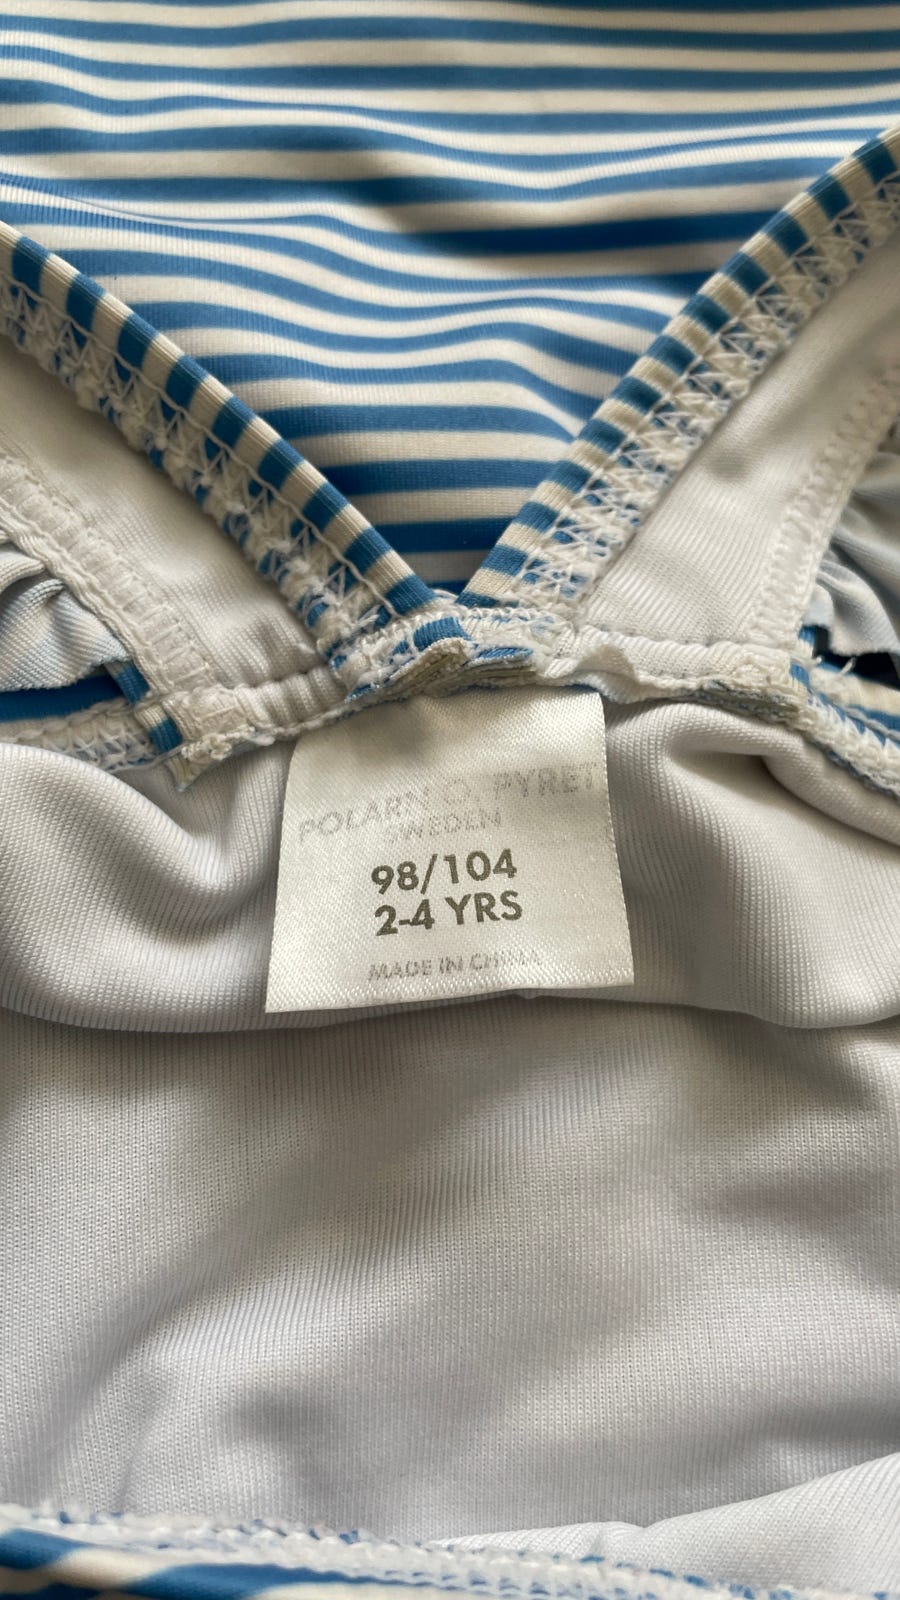 POLARN O. PYRET
SWEDEN
98/104
2-4 YRS
MADE IN CHINA